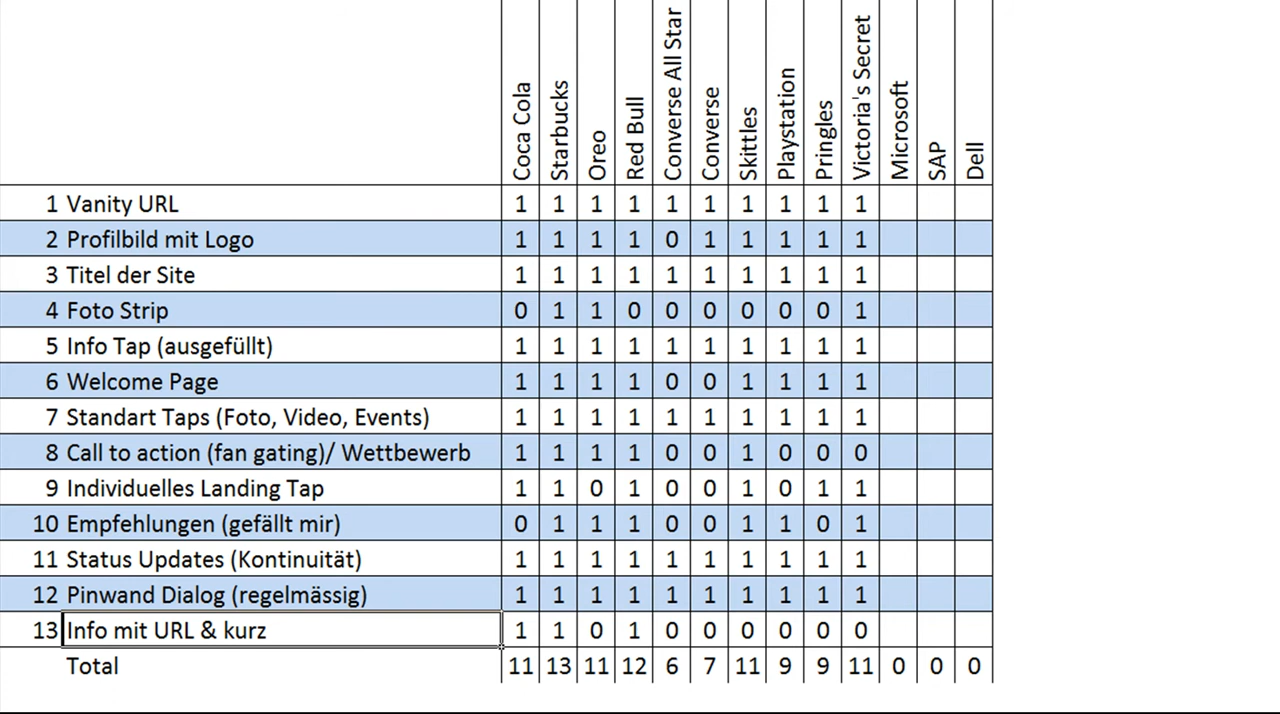 Coca Cola Starbucks Oreo Red Bull Converse All Star Converse Skittles Playstation Pringles Victoria's Secret Microsoft SAP Dell
1 Vanity URL 1 1 1 1 1 1 1 1 1 1
2 Profilbild mit Logo 1 1 1 1 0 1 1 1 1 1
3 Titel der Site 1 1 1 1 1 1 1 1 1 1
4 Foto Strip 0 1 1 0 0 0 0 0 0 1
5 Info Tap (ausgefüllt) 1 1 1 1 1 1 1 1 1 1
6 Welcome Page 1 1 1 1 0 0 1 1 1 1
7 Standart Taps (Foto, Video, Events) 1 1 1 1 1 1 1 1 1 1
8 Call to action (fan gating)/ Wettbewerb 1 1 1 1 0 0 1 0 0 0
9 Individuelles Landing Tap 1 1 0 1 0 0 1 0 1 1
10 Empfehlungen (gefällt mir) 0 1 1 1 0 0 1 1 0 1
11 Status Updates (Kontinuität) 1 1 1 1 1 1 1 1 1 1
12 Pinwand Dialog (regelmässig) 1 1 1 1 1 1 1 1 1 1
13 Info mit URL & kurz 1 1 0 1 0 0 0 0 0 0
Total 11 13 11 12 6 7 11 9 9 11 0 0 0